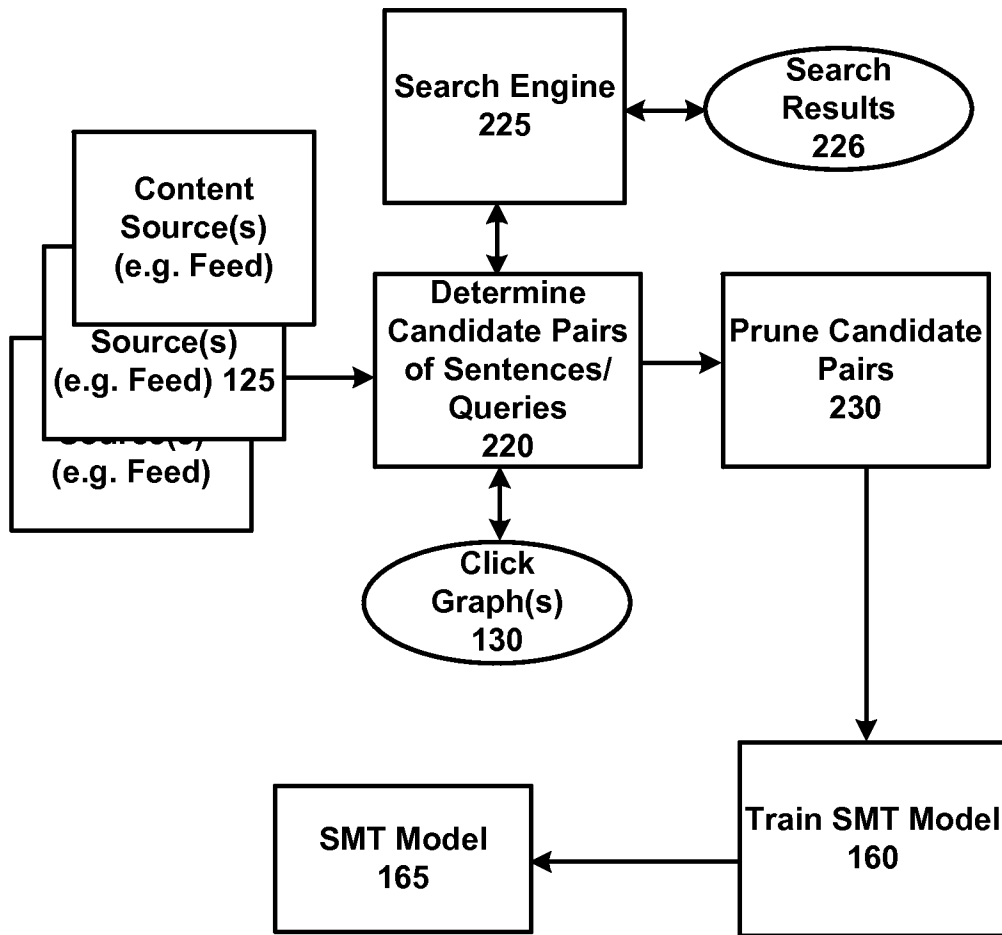 Search Engine
225
Search
Results
226
Content
Source(s)
(e.g. Feed)
Source(s)
(e.g. Feed) 125
(e.g. Feed)
Determine
Candidate Pairs
of Sentences/
Queries
220
Prune Candidate
Pairs
230
Click
Graph(s)
130
Train SMT Model
160
SMT Model
165